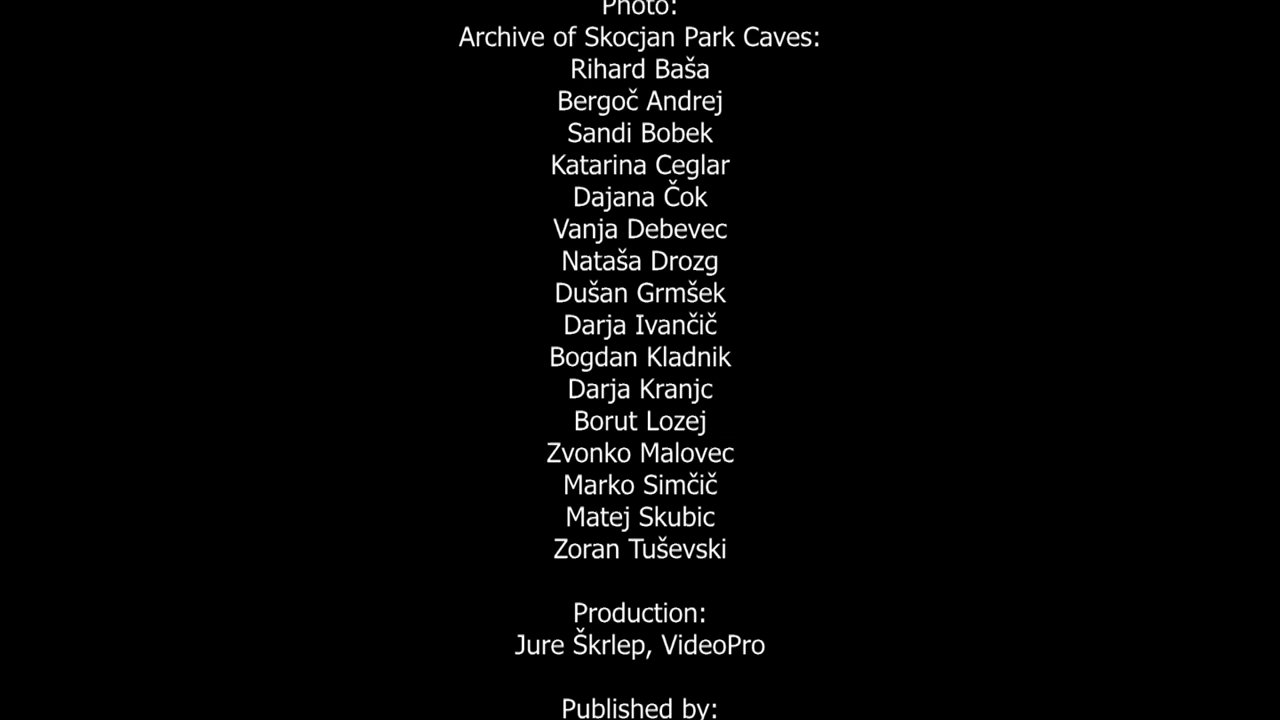 Photo:
Archive of Skocjan Park Caves:
Rihard Baša
Bergoč Andrej
Sandi Bobek
Katarina Ceglar
Dajana Čok
Vanja Debevec
Nataša Drozg
Dušan Grmšek
Darja Ivančič
Bogdan Kladnik
Darja Kranjc
Borut Lozej
Zvonko Malovec
Marko Simčič
Matej Skubic
Zoran Tuševski
Production:
Jure Škrlep, VideoPro
Published by: